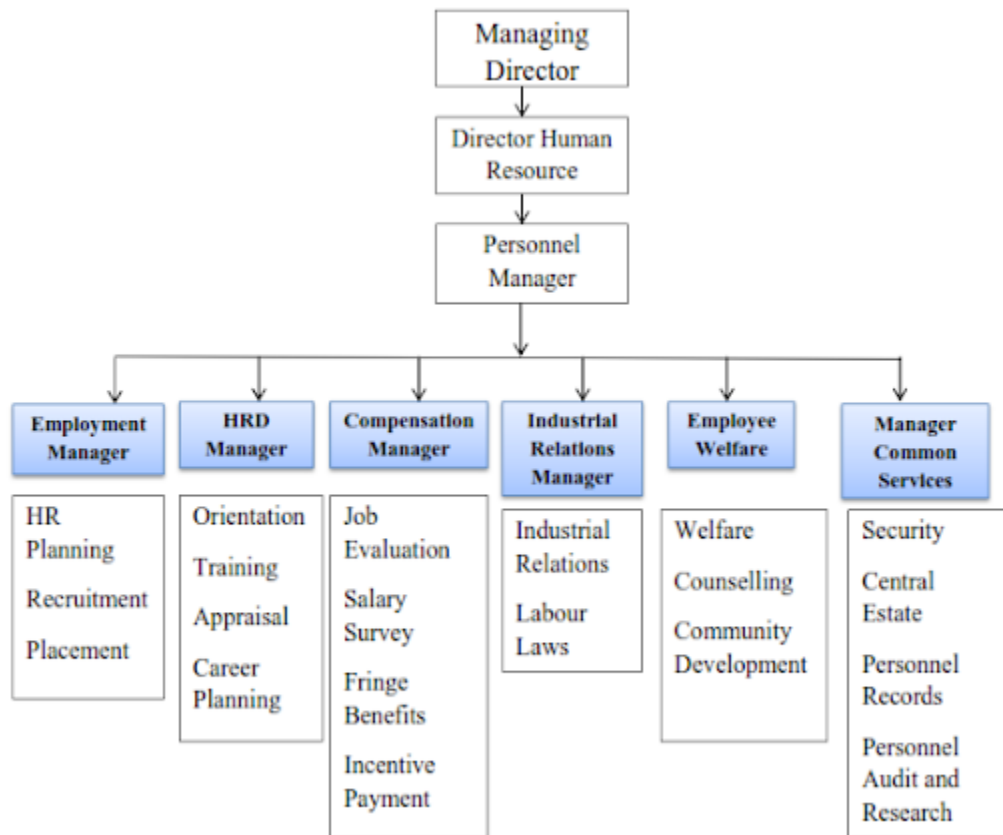 Managing
Director
Director Human
Resource
Personnel
Manager
Employment
Manager
HRD
Manager
Compensation
Manager
Industrial
Relations
Manager
Employee
Welfare
Manager
Common
Services
HR
Planning
Recruitment
Placement
Orientation
Training
Appraisal
Career
Planning
Job
Evaluation
Salary
Survey
Fringe
Benefits
Incentive
Payment
Industrial
Relations
Labour
Laws
Welfare
Counselling
Community
Development
Security
Central
Estate
Personnel
Records
Personnel
Audit and
Research